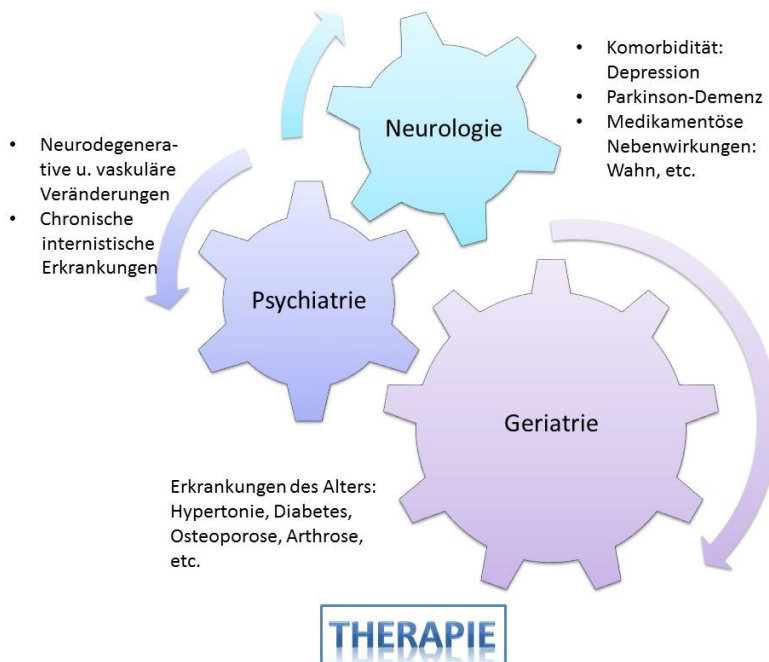 • Komorbidität:
Depression
• Parkinson-Demenz
• Medikamentöse
Nebenwirkungen:
Wahn, etc.
Neurologie
• Neurodegenera-
tive u. vaskuläre
Veränderungen
• Chronische
internistische
Erkrankungen
Psychiatrie
Geriatrie
Erkrankungen des Alters:
Hypertonie, Diabetes,
Osteoporose, Arthrose,
etc.
THERAPIE